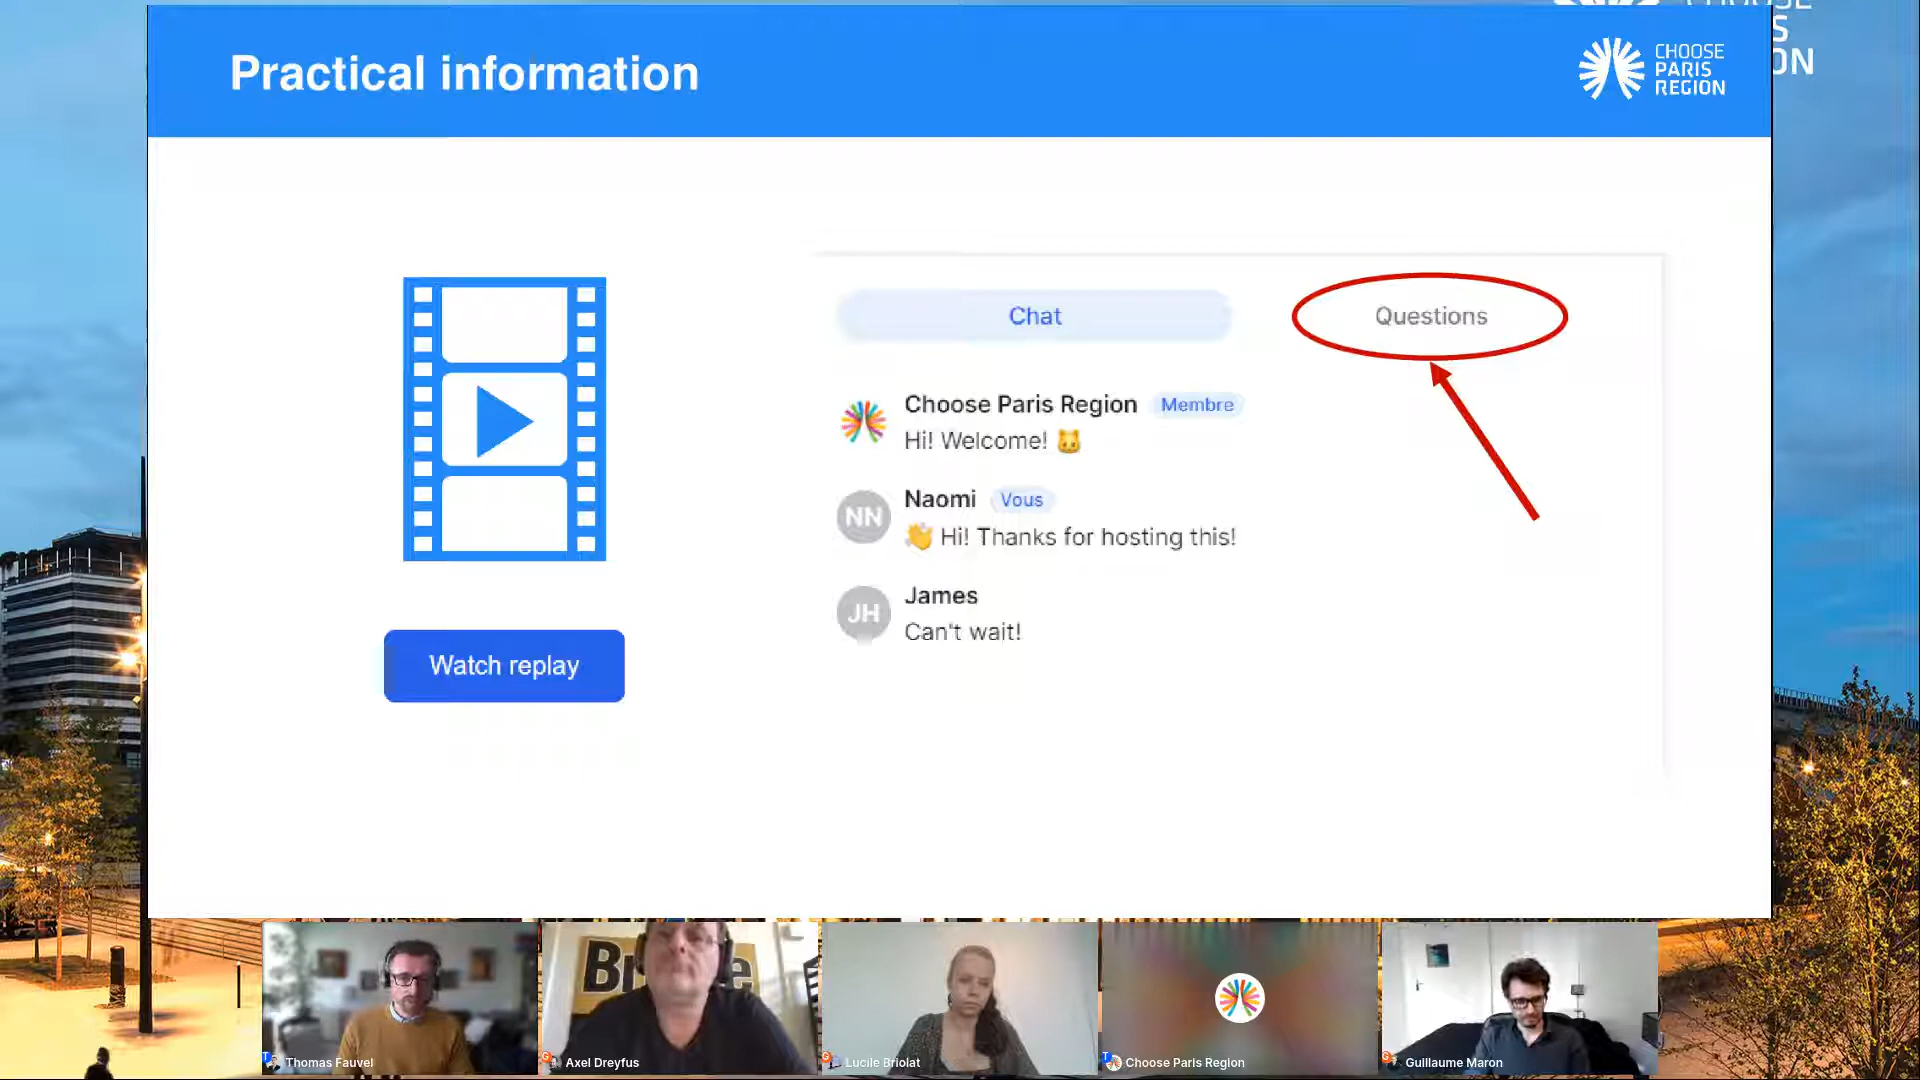 Practical information
CHOOSE
PARIS
REGION
Chat
Questions
Choose Paris Region Membre
Hi! Welcome!
NN
Naomi Vous
Hi! Thanks for hosting this!
JH
James
Can't wait!
Watch replay
Thomas Fauvel
Axel Dreyfus
Lucile Briolat
Choose Paris Region
Guillaume Maron